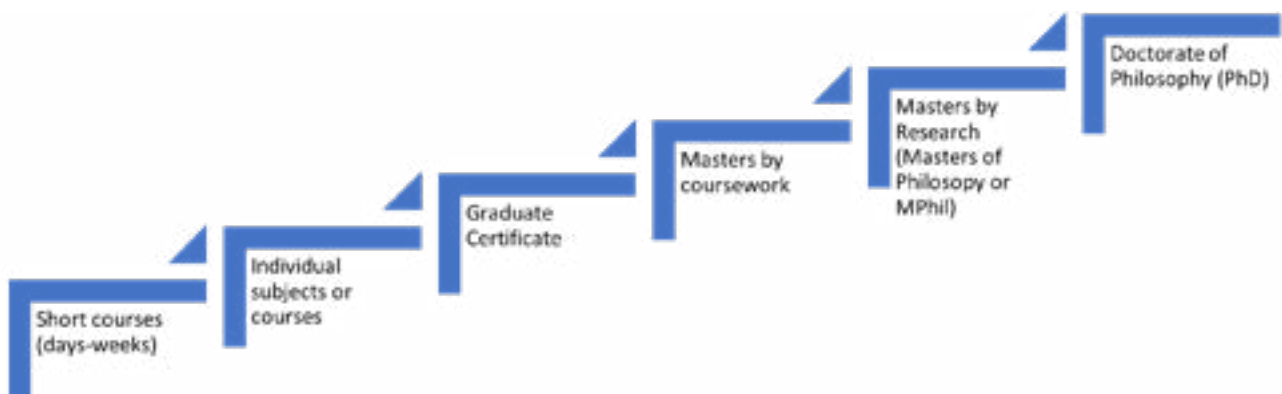 Short courses
(days-weeks)
Individual
subjects or
courses
Graduate
Certificate
Masters by
coursework
Masters by
Research
(Masters of
Philosopy or
MPhil)
Doctorate of
Philosophy (PhD)